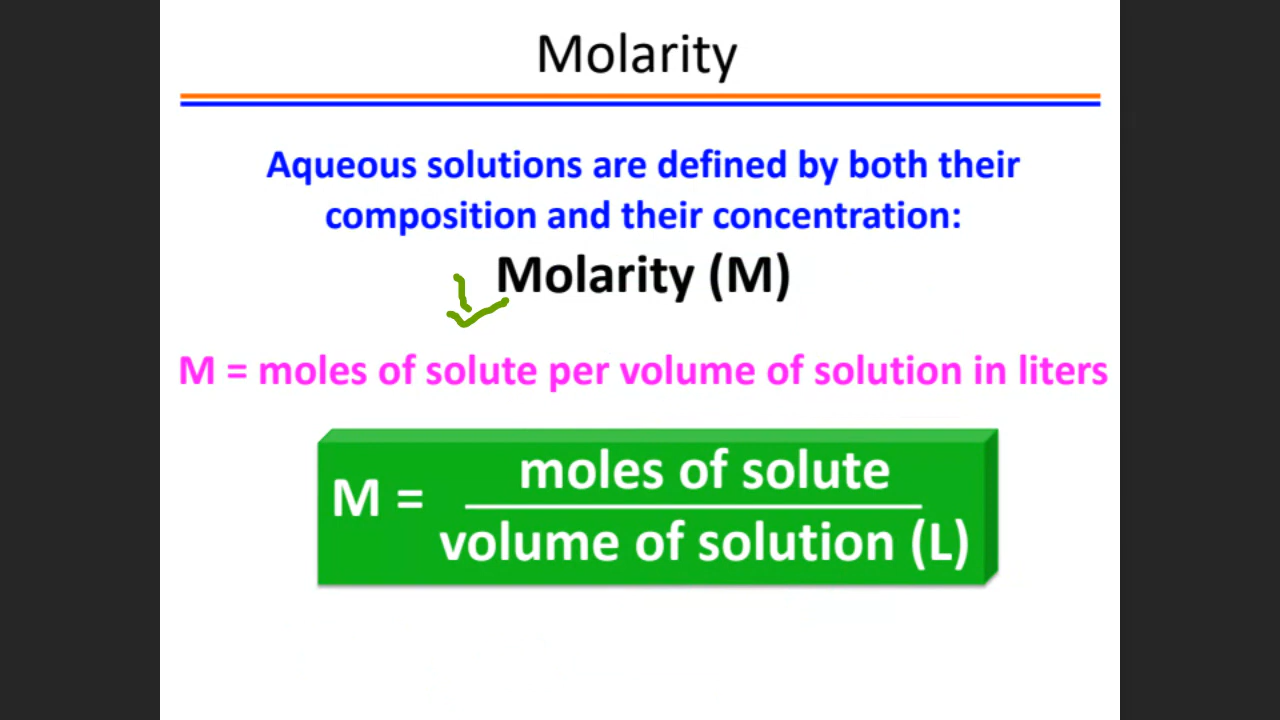 Molarity
Aqueous solutions are defined by both their
composition and their concentration:
Molarity (M)
M = moles of solute per volume of solution in liters
M = moles of solute
volume of solution (L)